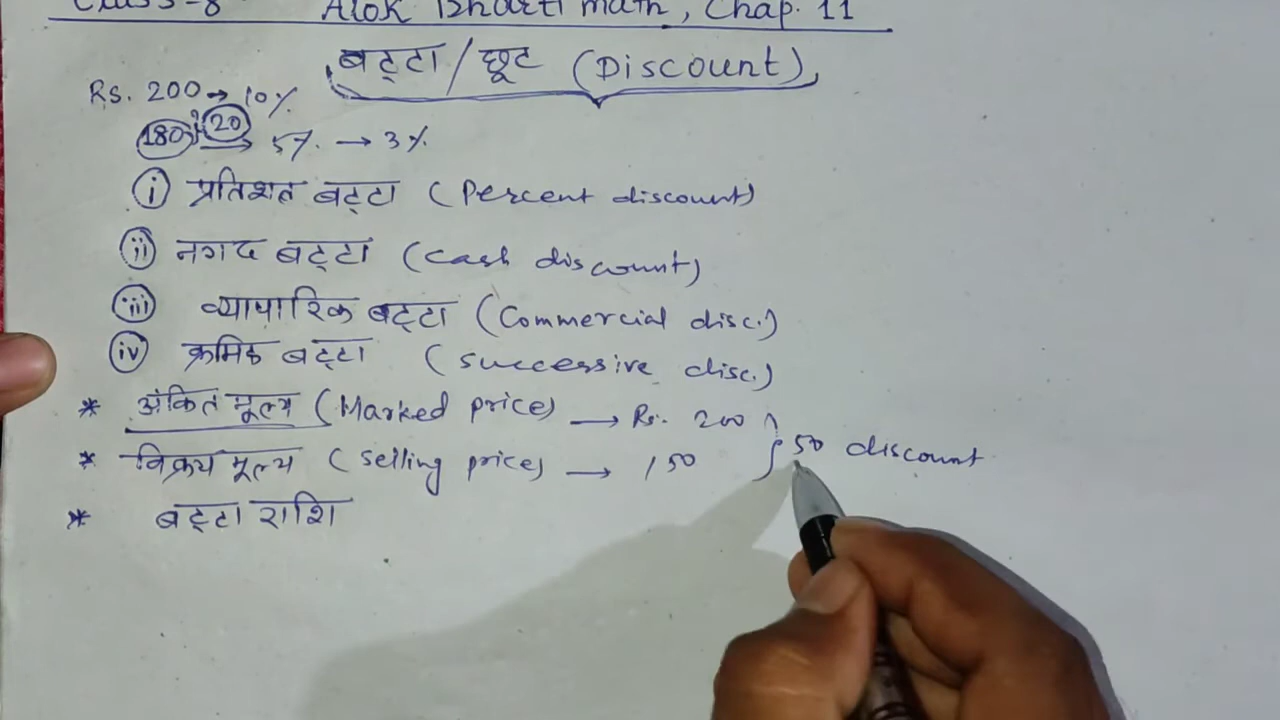 Class-8 Alok Bharti math, Chap. 11
बट्टा/छूट (Discount)
Rs. 200 → 10%
180 20 → 5% → 3%
(i) प्रतिशत बट्टा (Percent discount)
(ii) नगद बट्टा (Cash discount)
(iii) व्यापारिक बट्टा (Commercial disc.)
(iv) क्रमिक बट्टा (Successive disc.)
* अंकित मूल्य (Marked price) → Rs. 200
* विक्रय मूल्य (Selling price) → 150 } 50 discount
* बट्टा राशि